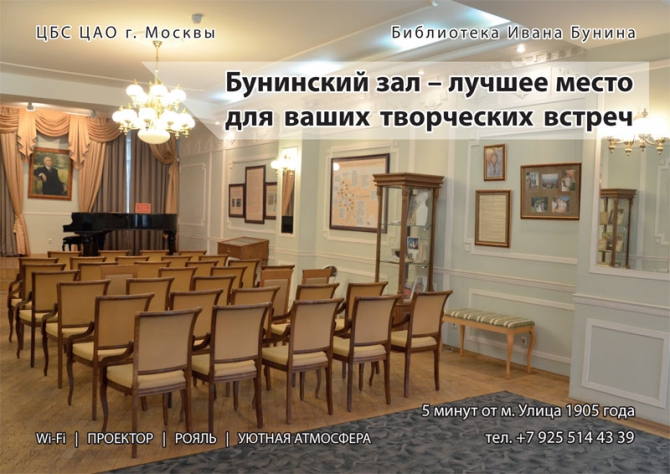 ЦБС ЦАО г. Москвы
Библиотека Ивана Бунина
Бунинский зал – лучшее место
для ваших творческих встреч
5 минут от м. Улица 1905 года
Wi-Fi | ПРОЕКТОР | РОЯЛЬ | УЮТНАЯ АТМОСФЕРА
тел. +7 925 514 43 39